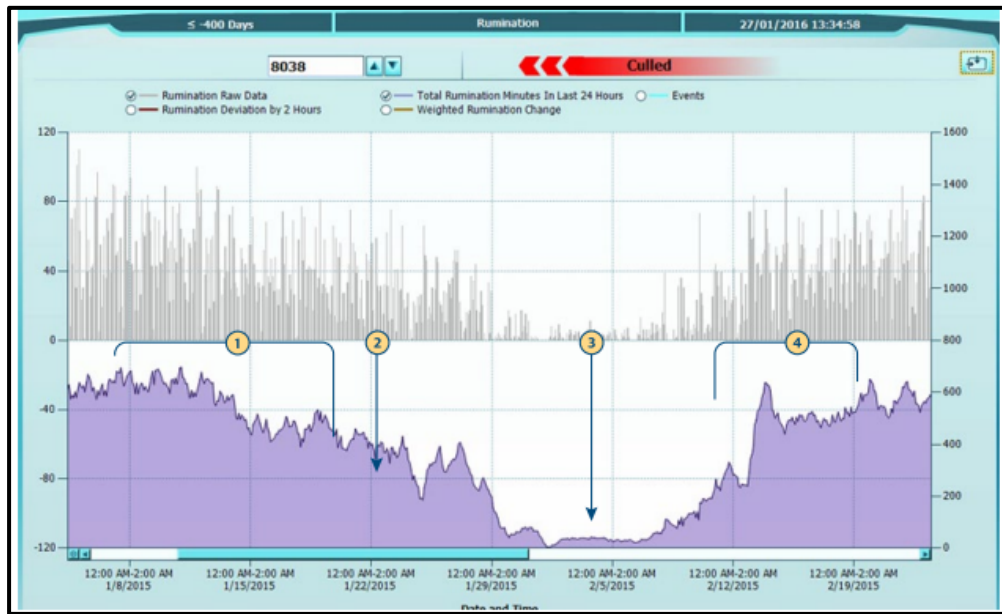 ≤ -400 Days Rumination 27/01/2016 13:34:58
8038 Culled
Rumination Raw Data Total Rumination Minutes In Last 24 Hours Events
Rumination Deviation by 2 Hours Weighted Rumination Change
120 1600
1400
80
1200
40 1000
0 1 2 3 4 800
600
-40
400
-80
200
-120 0
12:00 AM-2:00 AM 12:00 AM-2:00 AM 12:00 AM-2:00 AM 12:00 AM-2:00 AM 12:00 AM-2:00 AM 12:00 AM-2:00 AM 12:00 AM-2:00 AM
1/8/2015 1/15/2015 1/22/2015 1/29/2015 2/5/2015 2/12/2015 2/19/2015
Date and Time